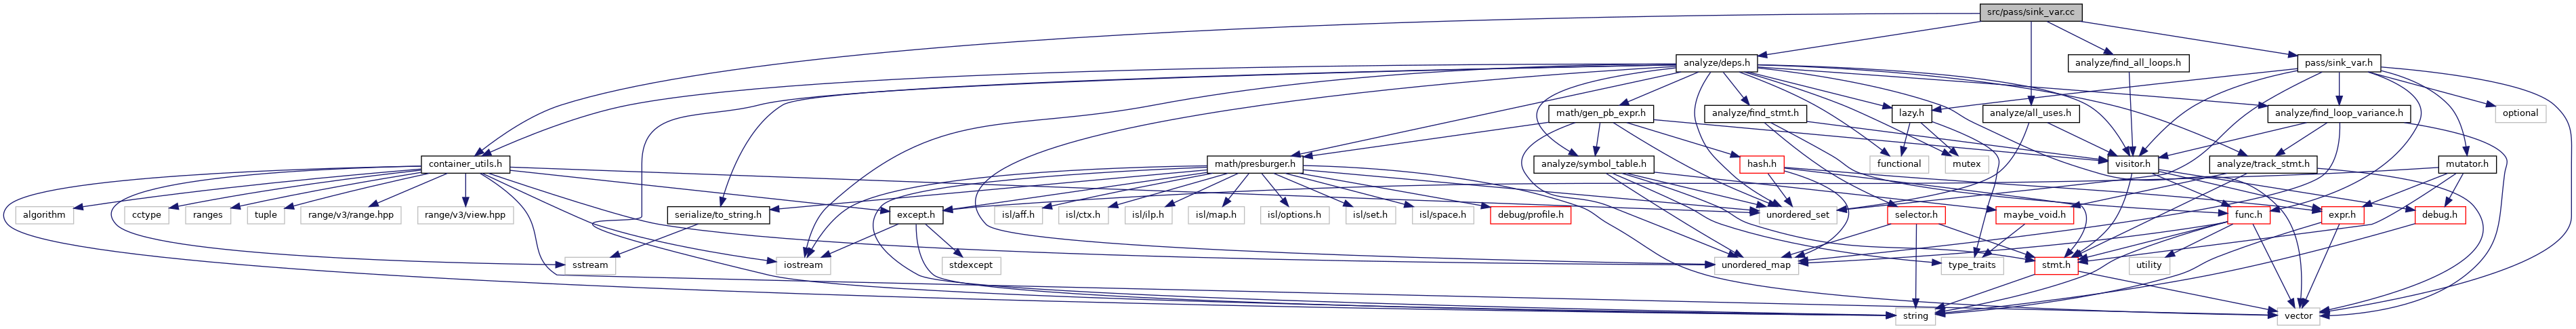 src/pass/sink_var.cc
analyze/deps.h
analyze/find_all_loops.h
pass/sink_var.h
math/gen_pb_expr.h
analyze/find_stmt.h
lazy.h
analyze/all_uses.h
analyze/find_loop_variance.h
optional
container_utils.h
math/presburger.h
analyze/symbol_table.h
hash.h
functional
mutex
visitor.h
analyze/track_stmt.h
mutator.h
algorithm
cctype
ranges
tuple
range/v3/range.hpp
range/v3/view.hpp
serialize/to_string.h
except.h
isl/aff.h
isl/ctx.h
isl/ilp.h
isl/map.h
isl/options.h
isl/set.h
isl/space.h
debug/profile.h
unordered_set
selector.h
maybe_void.h
func.h
expr.h
debug.h
sstream
iostream
stdexcept
unordered_map
type_traits
stmt.h
utility
string
vector